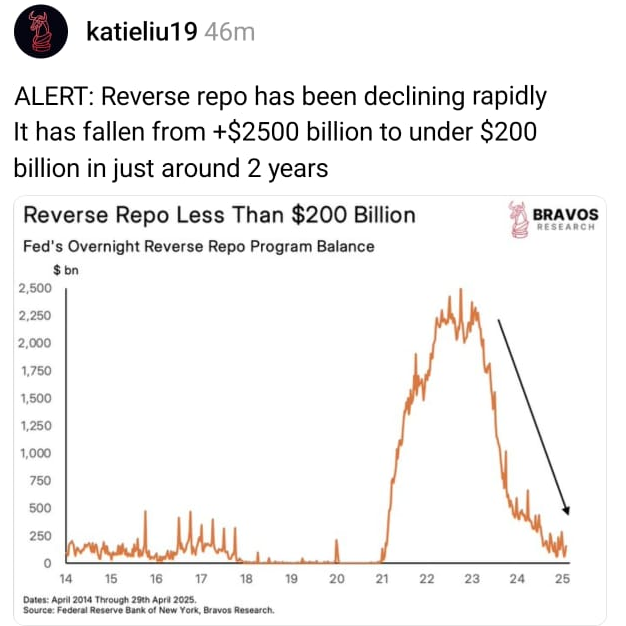 katieliu19 46m
ALERT: Reverse repo has been declining rapidly
It has fallen from +$2500 billion to under $200
billion in just around 2 years
Reverse Repo Less Than $200 Billion
BRAVOS
RESEARCH
Fed's Overnight Reverse Repo Program Balance
$ bn
2,500
2,250
2,000
1,750
1,500
1,250
1,000
750
500
250
0
14 15 16 17 18 19 20 21 22 23 24 25
Dates: April 2014 Through 29th April 2025.
Source: Federal Reserve Bank of New York, Bravos Research.